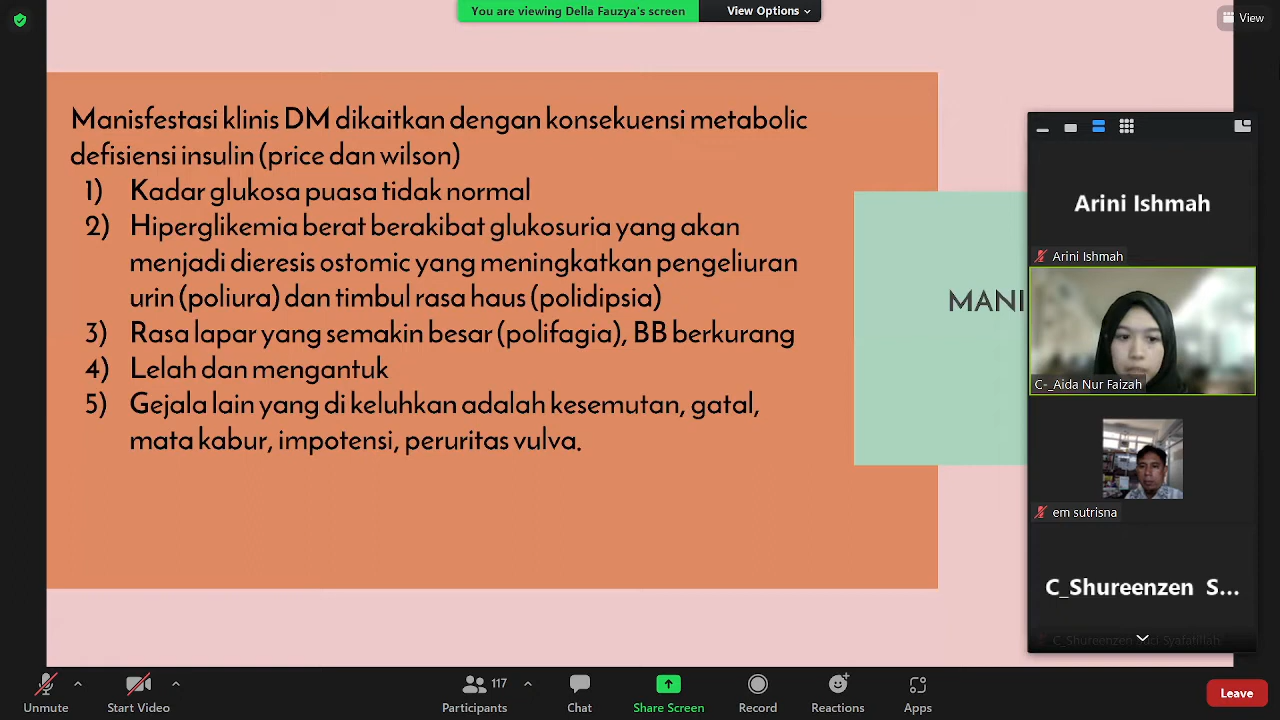 You are viewing Della Fauzya's screen
View Options
View
Manisfestasi klinis DM dikaitkan dengan konsekuensi metabolic
defisiensi insulin (price dan wilson)
1) Kadar glukosa puasa tidak normal
2) Hiperglikemia berat berakibat glukosuria yang akan
menjadi dieresis ostomic yang meningkatkan pengeliuran
urin (poliura) dan timbul rasa haus (polidipsia)
3) Rasa lapar yang semakin besar (polifagia), BB berkurang
4) Lelah dan mengantuk
5) Gejala lain yang di keluhkan adalah kesemutan, gatal,
mata kabur, impotensi, peruritas vulva.
MANI
Arini Ishmah
Arini Ishmah
C-_Aida Nur Faizah
em sutrisna
C_Shureenzen S...
C_Shureenzen Suci Syafatillah
Unmute
Start Video
117
Participants
Chat
Share Screen
Record
Reactions
Apps
Leave